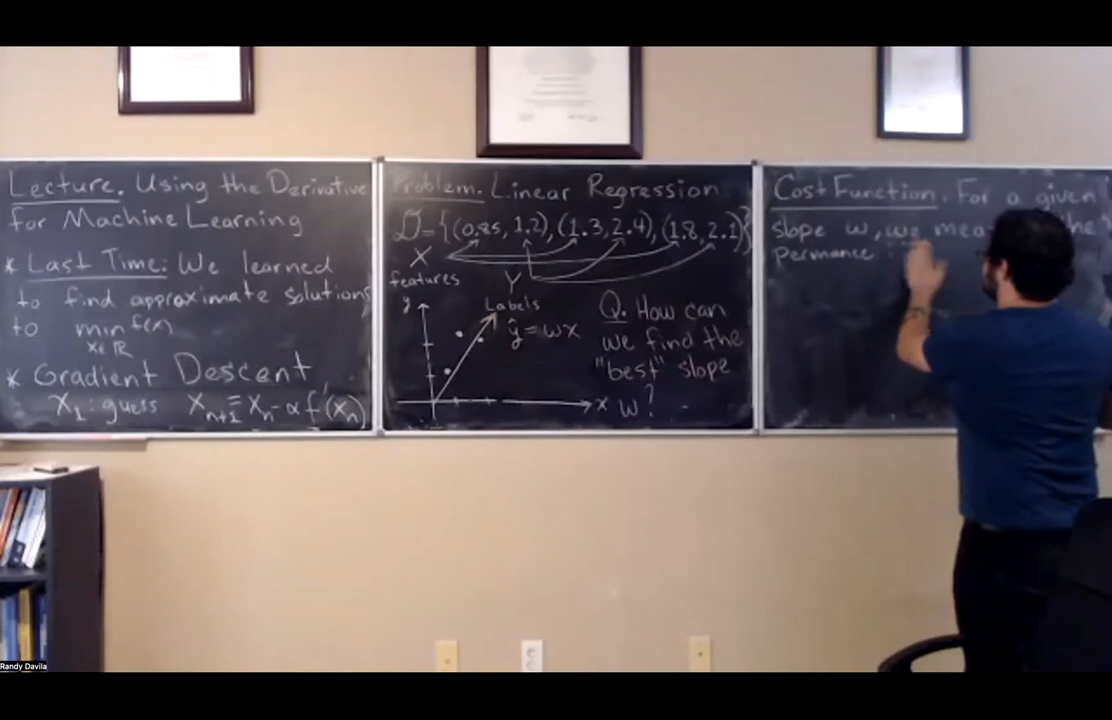 Lecture. Using the Derivative
for Machine Learning
* Last Time: We learned
to find approximate solutions
to min f(x)
x∈ℝ
* Gradient Descent
X₁: guess Xₙ₊₁ = Xₙ - αf'(Xₙ)
Problem. Linear Regression
D = {(0.85, 1.2), (1.3, 2.4), (1.8, 2.1)}
X
features
Y
Labels
y
ŷ = wx
x
Q. How can
we find the
"best" slope
w?
Cost Function. For a given
slope w, we mea the
permance
Randy Davila